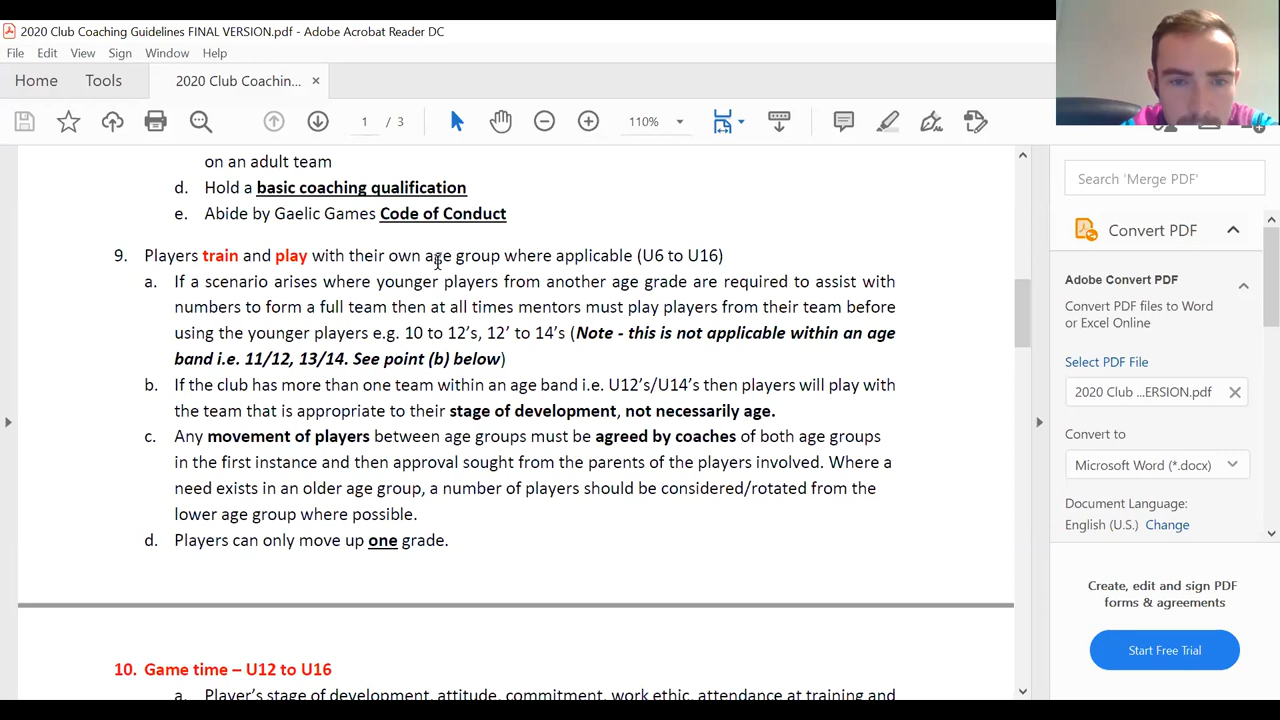 2020 Club Coaching Guidelines FINAL VERSION.pdf - Adobe Acrobat Reader DC
File Edit View Sign Window Help
Home Tools 2020 Club Coachin... ×
1 / 3 110%
on an adult team
d. Hold a basic coaching qualification
e. Abide by Gaelic Games Code of Conduct
9. Players train and play with their own age group where applicable (U6 to U16)
a. If a scenario arises where younger players from another age grade are required to assist with
numbers to form a full team then at all times mentors must play players from their team before
using the younger players e.g. 10 to 12's, 12' to 14's (Note - this is not applicable within an age
band i.e. 11/12, 13/14. See point (b) below)
b. If the club has more than one team within an age band i.e. U12's/U14's then players will play with
the team that is appropriate to their stage of development, not necessarily age.
c. Any movement of players between age groups must be agreed by coaches of both age groups
in the first instance and then approval sought from the parents of the players involved. Where a
need exists in an older age group, a number of players should be considered/rotated from the
lower age group where possible.
d. Players can only move up one grade.
10. Game time – U12 to U16
a. Player's stage of development, attitude, commitment, work ethic, attendance at training and
Search 'Merge PDF'
Convert PDF
Adobe Convert PDF
Convert PDF files to Word
or Excel Online
Select PDF File
2020 Club ...ERSION.pdf
Convert to
Microsoft Word (*.docx)
Document Language:
English (U.S.) Change
Create, edit and sign PDF
forms & agreements
Start Free Trial